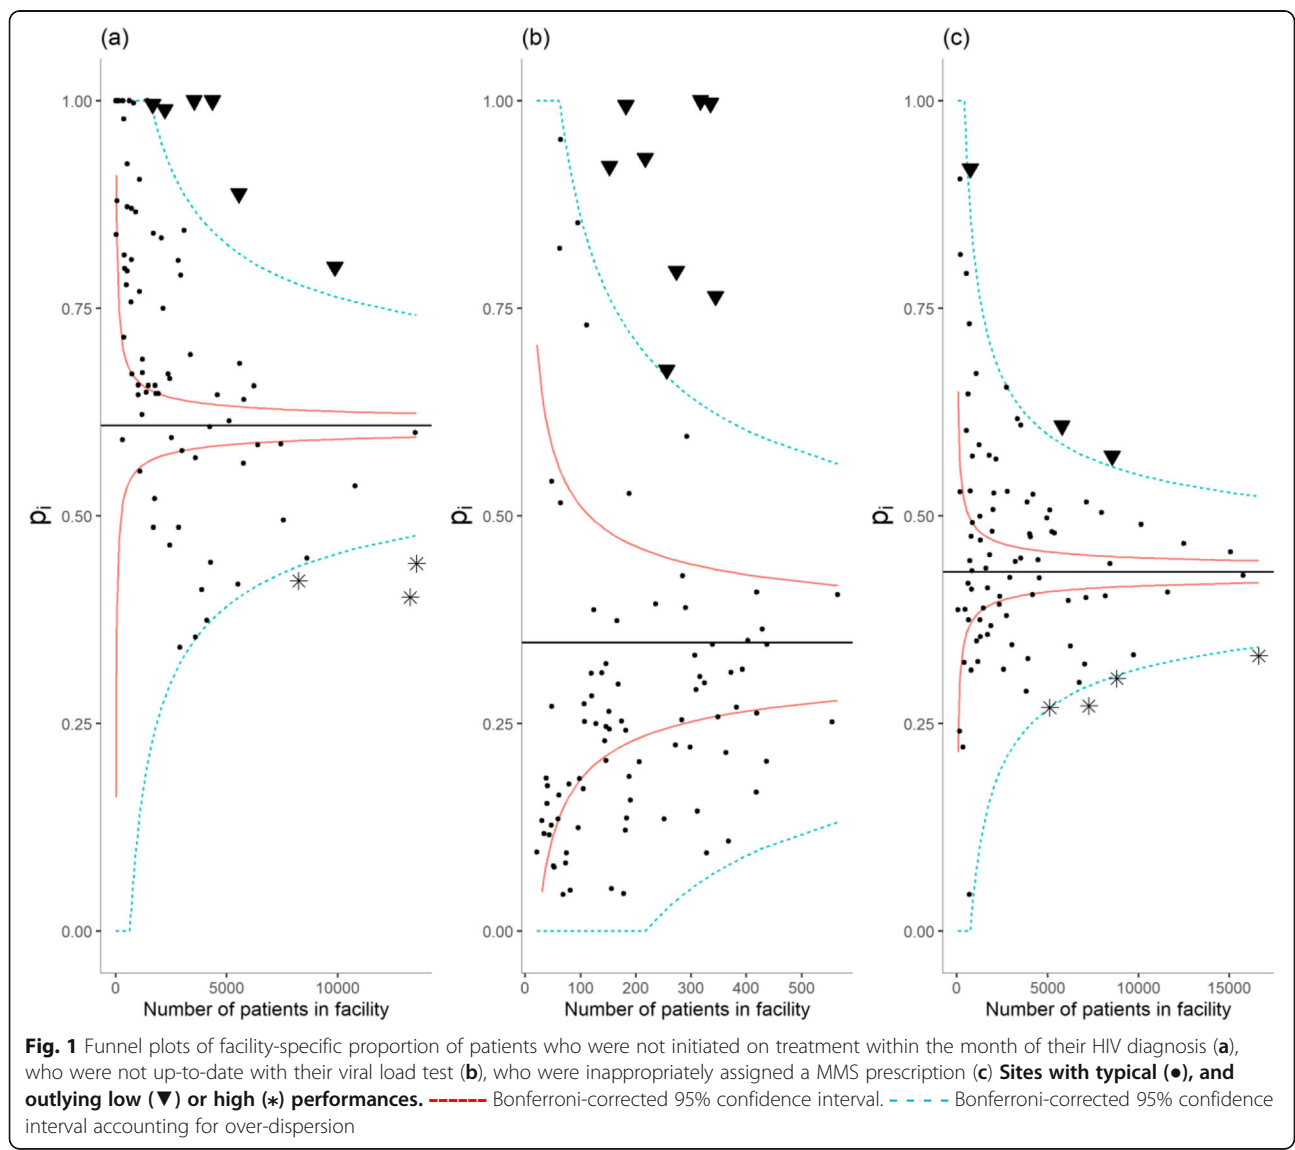 (a)
(b)
(c)
1.00
0.75
0.50
0.25
0.00
pi
0 5000 10000
Number of patients in facility
1.00
0.75
0.50
0.25
0.00
pi
0 100 200 300 400 500
Number of patients in facility
1.00
0.75
0.50
0.25
0.00
pi
0 5000 10000 15000
Number of patients in facility
Fig. 1 Funnel plots of facility-specific proportion of patients who were not initiated on treatment within the month of their HIV diagnosis (a),
who were not up-to-date with their viral load test (b), who were inappropriately assigned a MMS prescription (c) Sites with typical (●), and
outlying low (▼) or high (*) performances. ------- Bonferroni-corrected 95% confidence interval. - - - - Bonferroni-corrected 95% confidence
interval accounting for over-dispersion